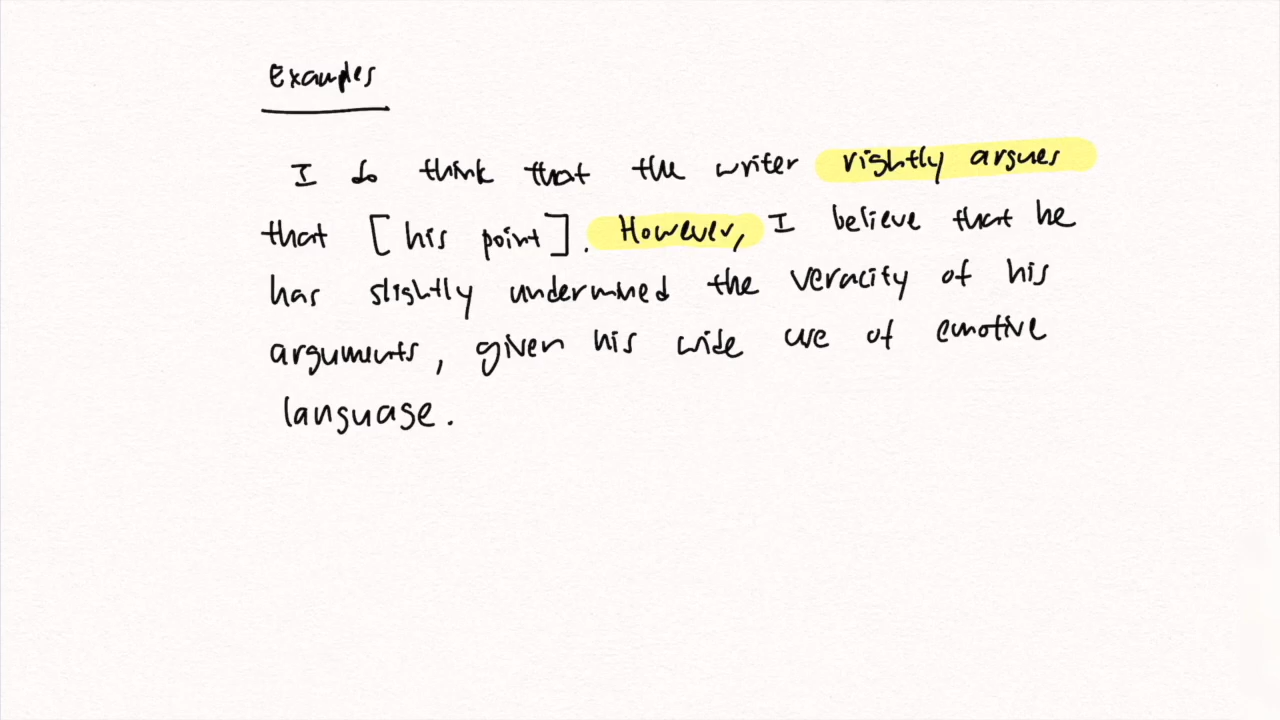 Examples
I do think that the writer rightly argues
that [his point]. However, I believe that he
has slightly undermined the veracity of his
arguments, given his wide use of emotive
language.